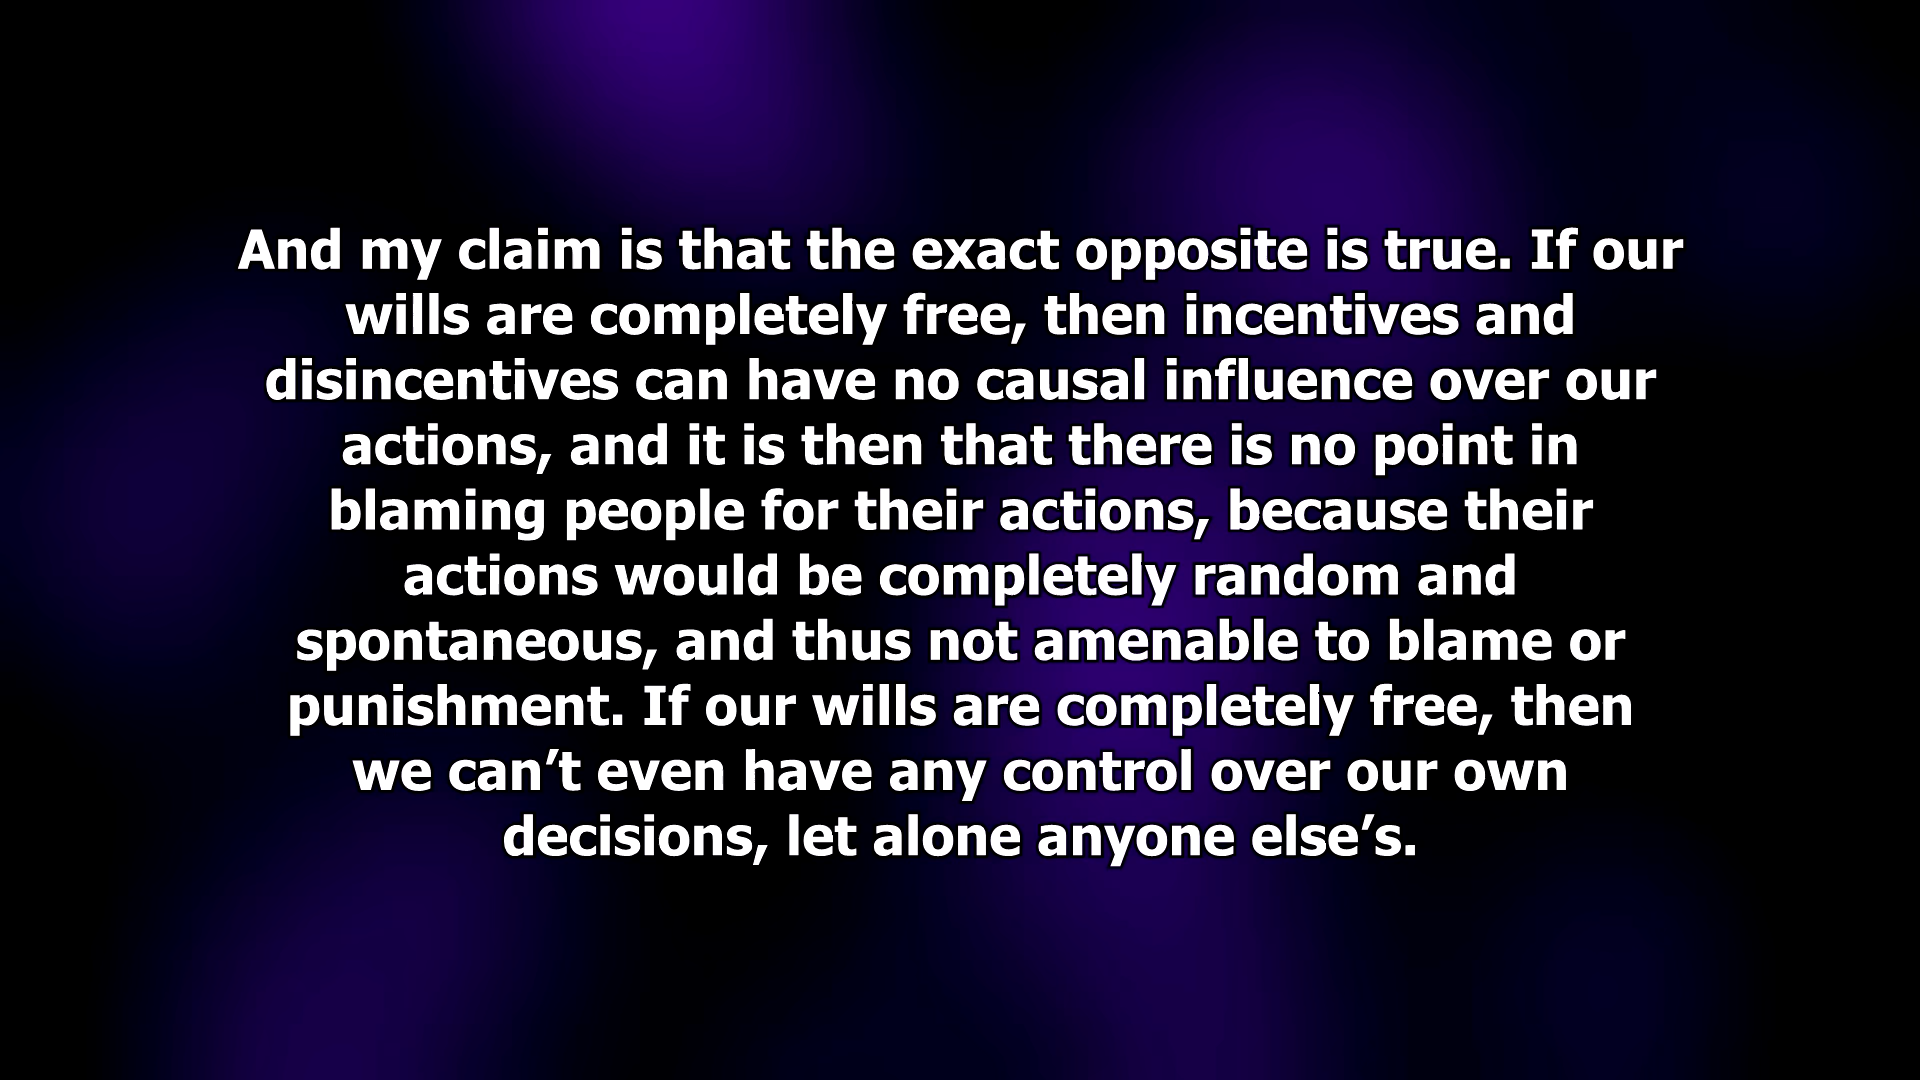 And my claim is that the exact opposite is true. If our
wills are completely free, then incentives and
disincentives can have no causal influence over our
actions, and it is then that there is no point in
blaming people for their actions, because their
actions would be completely random and
spontaneous, and thus not amenable to blame or
punishment. If our wills are completely free, then
we can’t even have any control over our own
decisions, let alone anyone else’s.